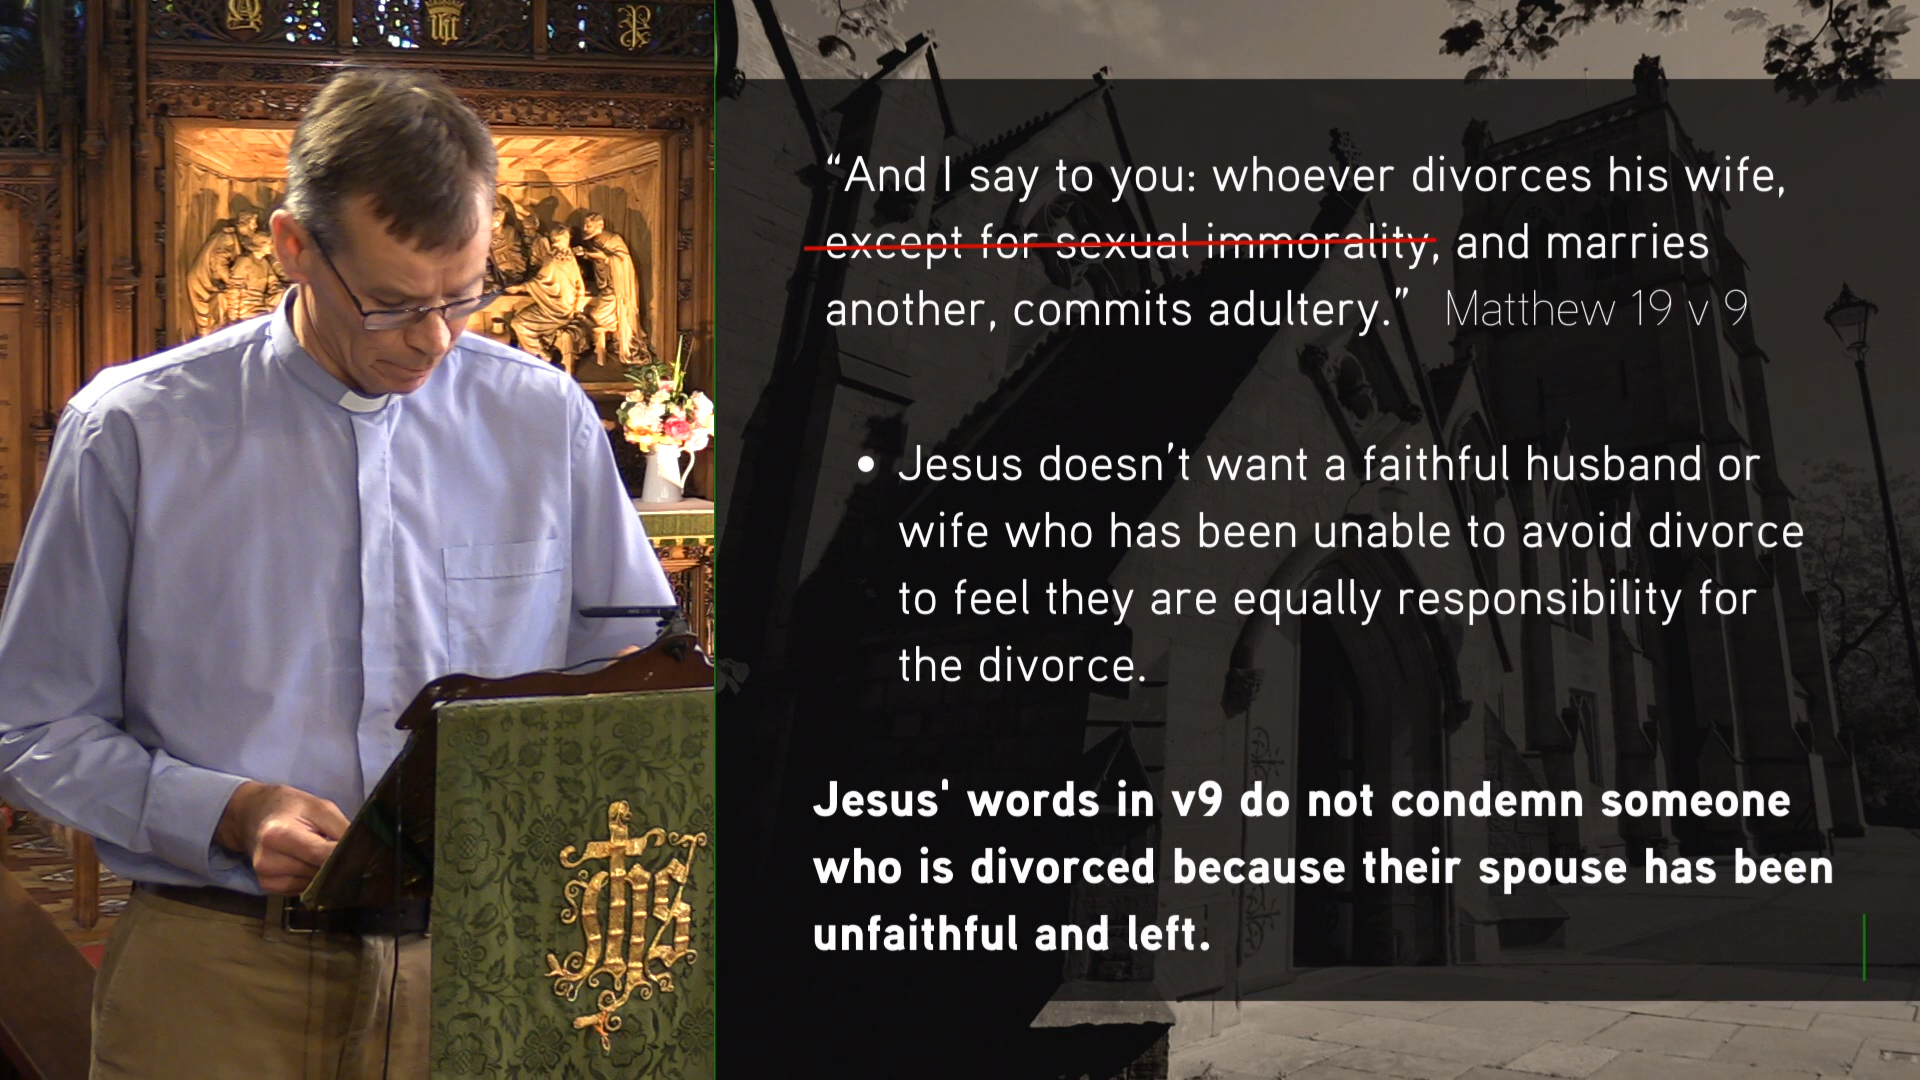 “And I say to you: whoever divorces his wife,
except for sexual immorality, and marries
another, commits adultery.” Matthew 19 v 9
• Jesus doesn’t want a faithful husband or
wife who has been unable to avoid divorce
to feel they are equally responsibility for
the divorce.
Jesus' words in v9 do not condemn someone
who is divorced because their spouse has been
unfaithful and left.